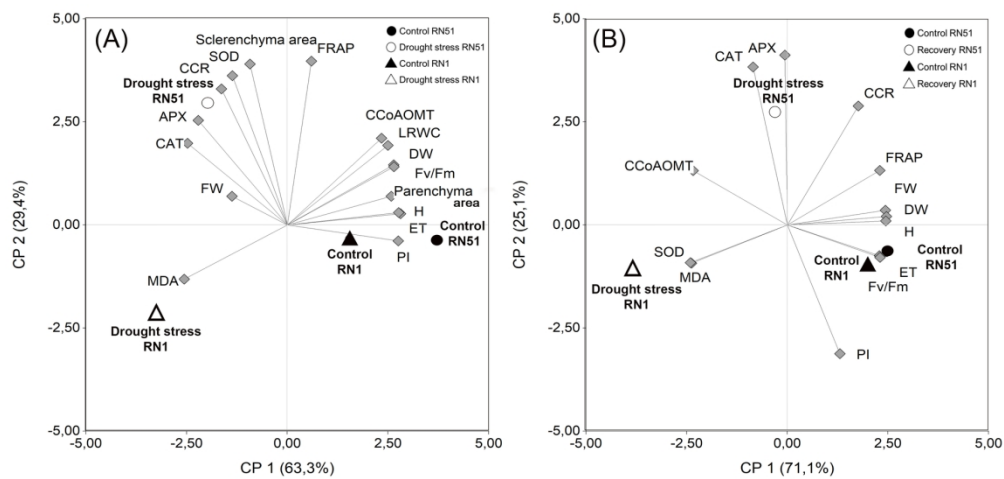 (A)
5,00
2,50
0,00
-2,50
5,00
-5,00
-2,50
0,00
2,50
5,00
CP 2 (29,4%)
CP 1 (63,3%)
Control RN51
Drought stress RN51
Control RN1
Drought stress RN1
Sclerenchyma area
FRAP
SOD
CCR
Drought stress
RN51
APX
CAT
FW
CCoAOMT
LRWC
DW
Fv/Fm
Parenchyma
area
H
ET
Control
RN51
Control
RN1
PI
MDA
Drought stress
RN1
(B)
5,00
2,50
0,00
-2,50
-5,00
-5,00
-2,50
0,00
2,50
5,00
CP 2 (25,1%)
CP 1 (71,1%)
Control RN51
Recovery RN51
Control RN1
Recovery RN1
APX
CAT
Drought stress
RN51
CCR
CCoAOMT
FRAP
FW
DW
H
SOD
MDA
Control
RN1
Control
RN51
ET
Fv/Fm
Drought stress
RN1
PI